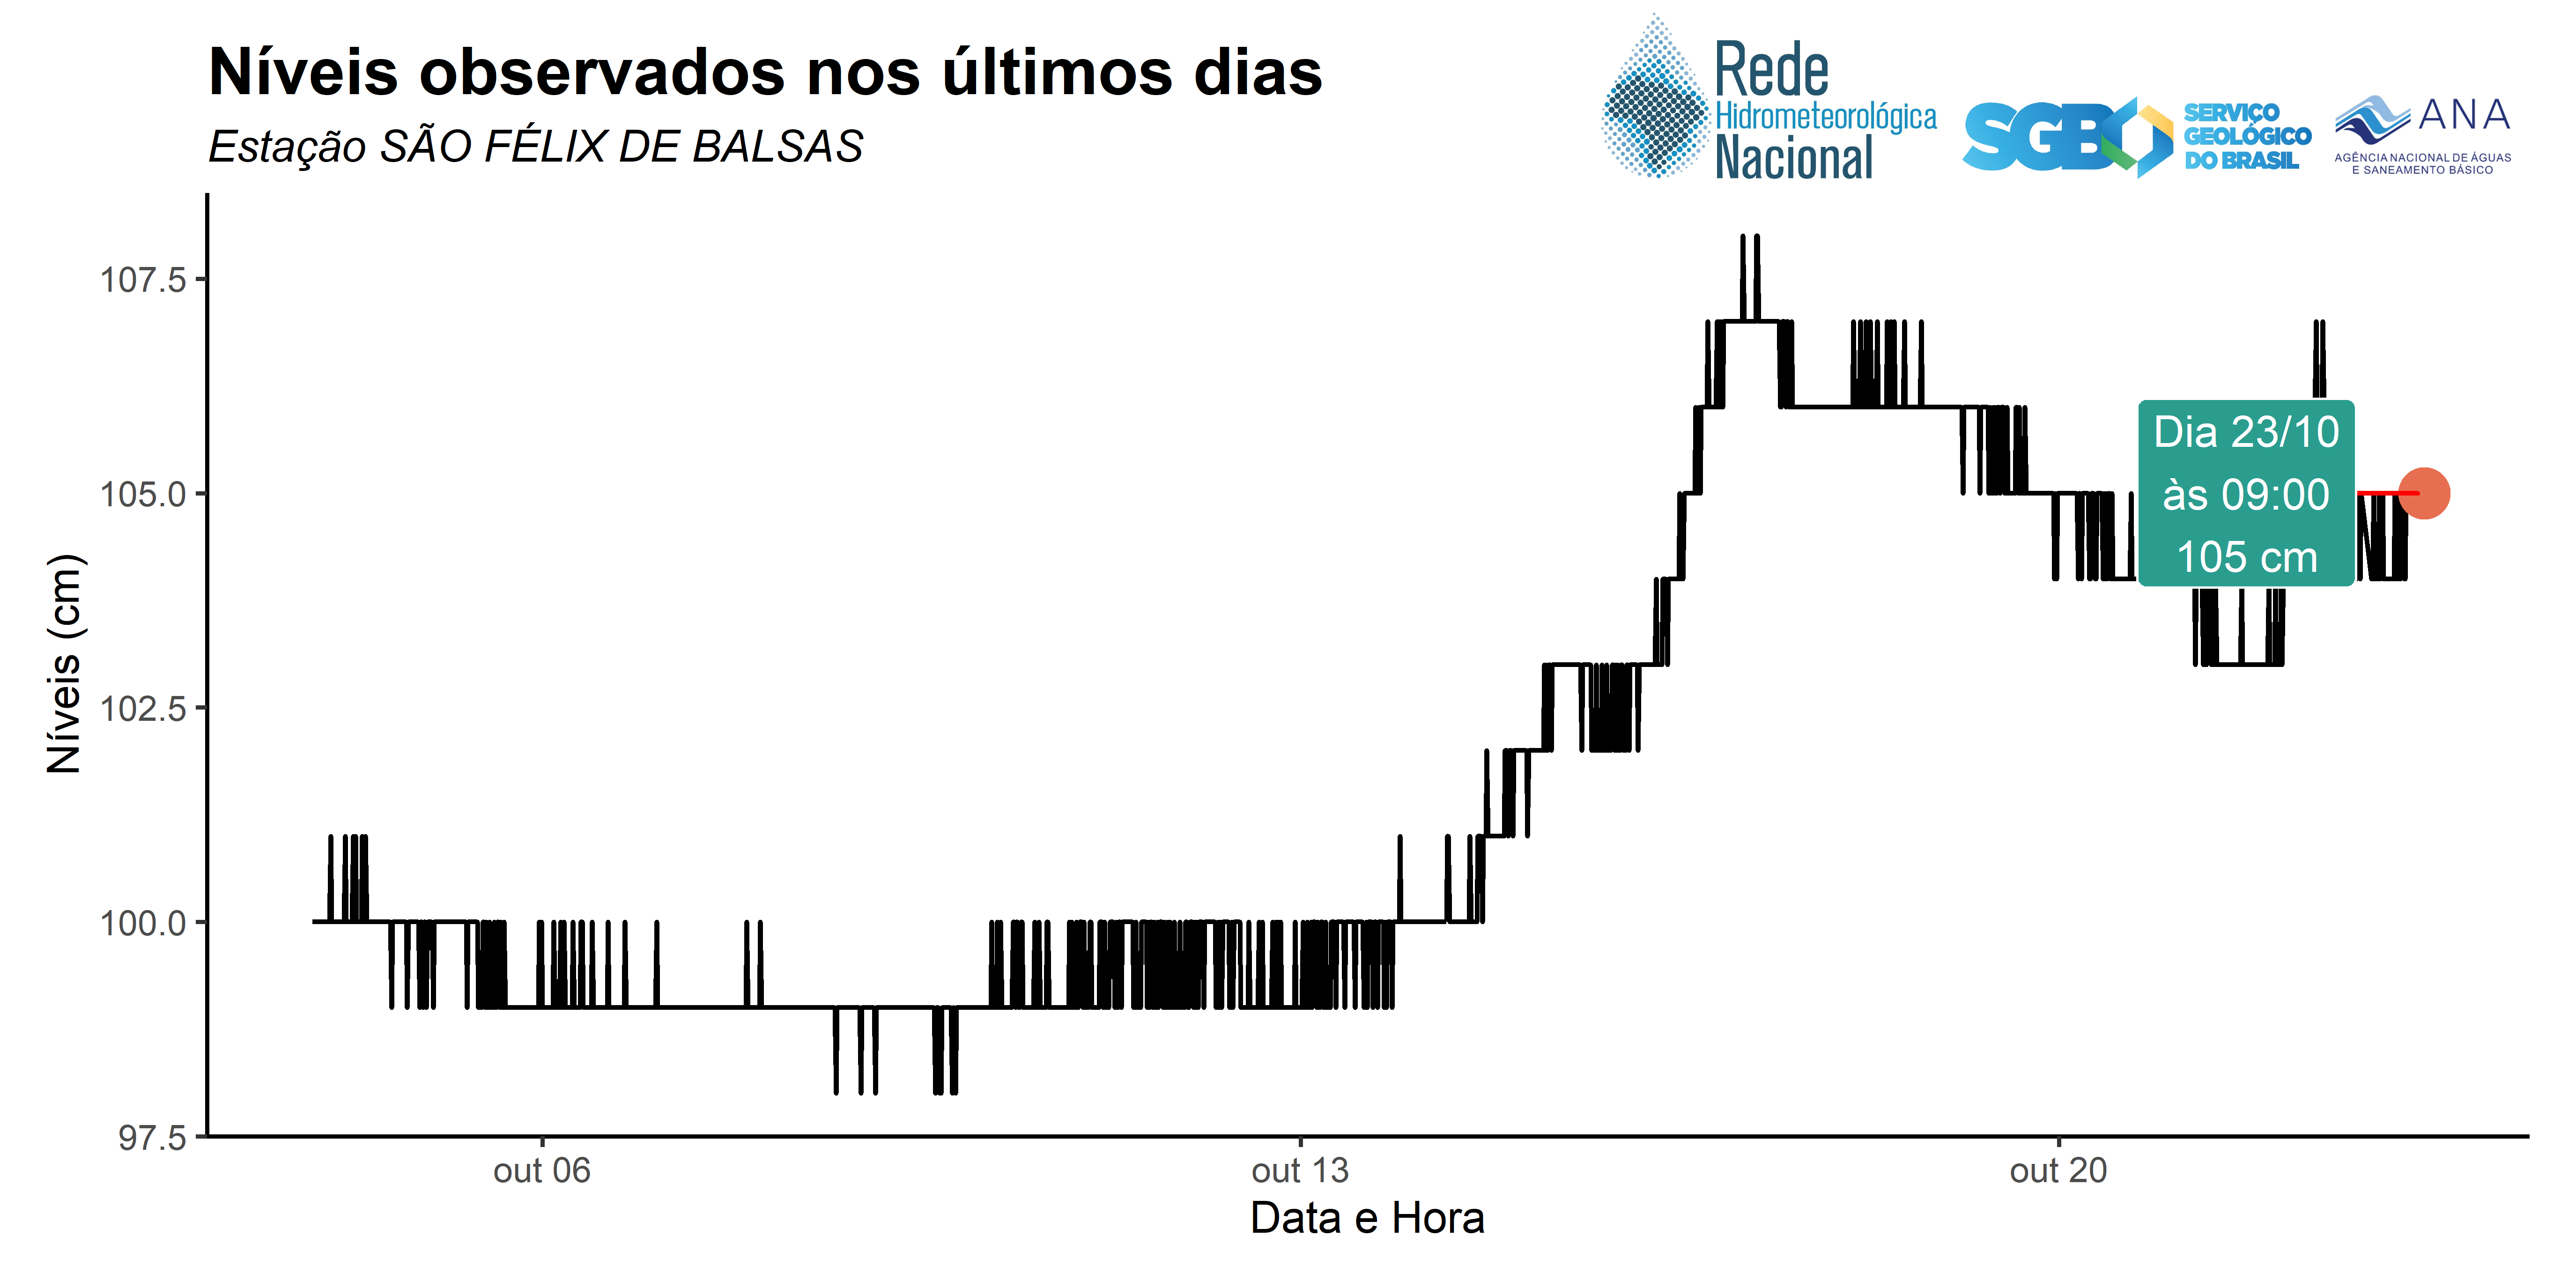 Níveis observados nos últimos dias
Estação SÃO FÉLIX DE BALSAS
Rede
Hidrometeorológica
Nacional
SGB
SERVIÇO
GEOLÓGICO
DO BRASIL
ANA
AGÊNCIA NACIONAL DE ÁGUAS
E SANEAMENTO BÁSICO
Níveis (cm)
107.5
105.0
102.5
100.0
97.5
Dia 23/10
às 09:00
105 cm
out 06
out 13
out 20
Data e Hora